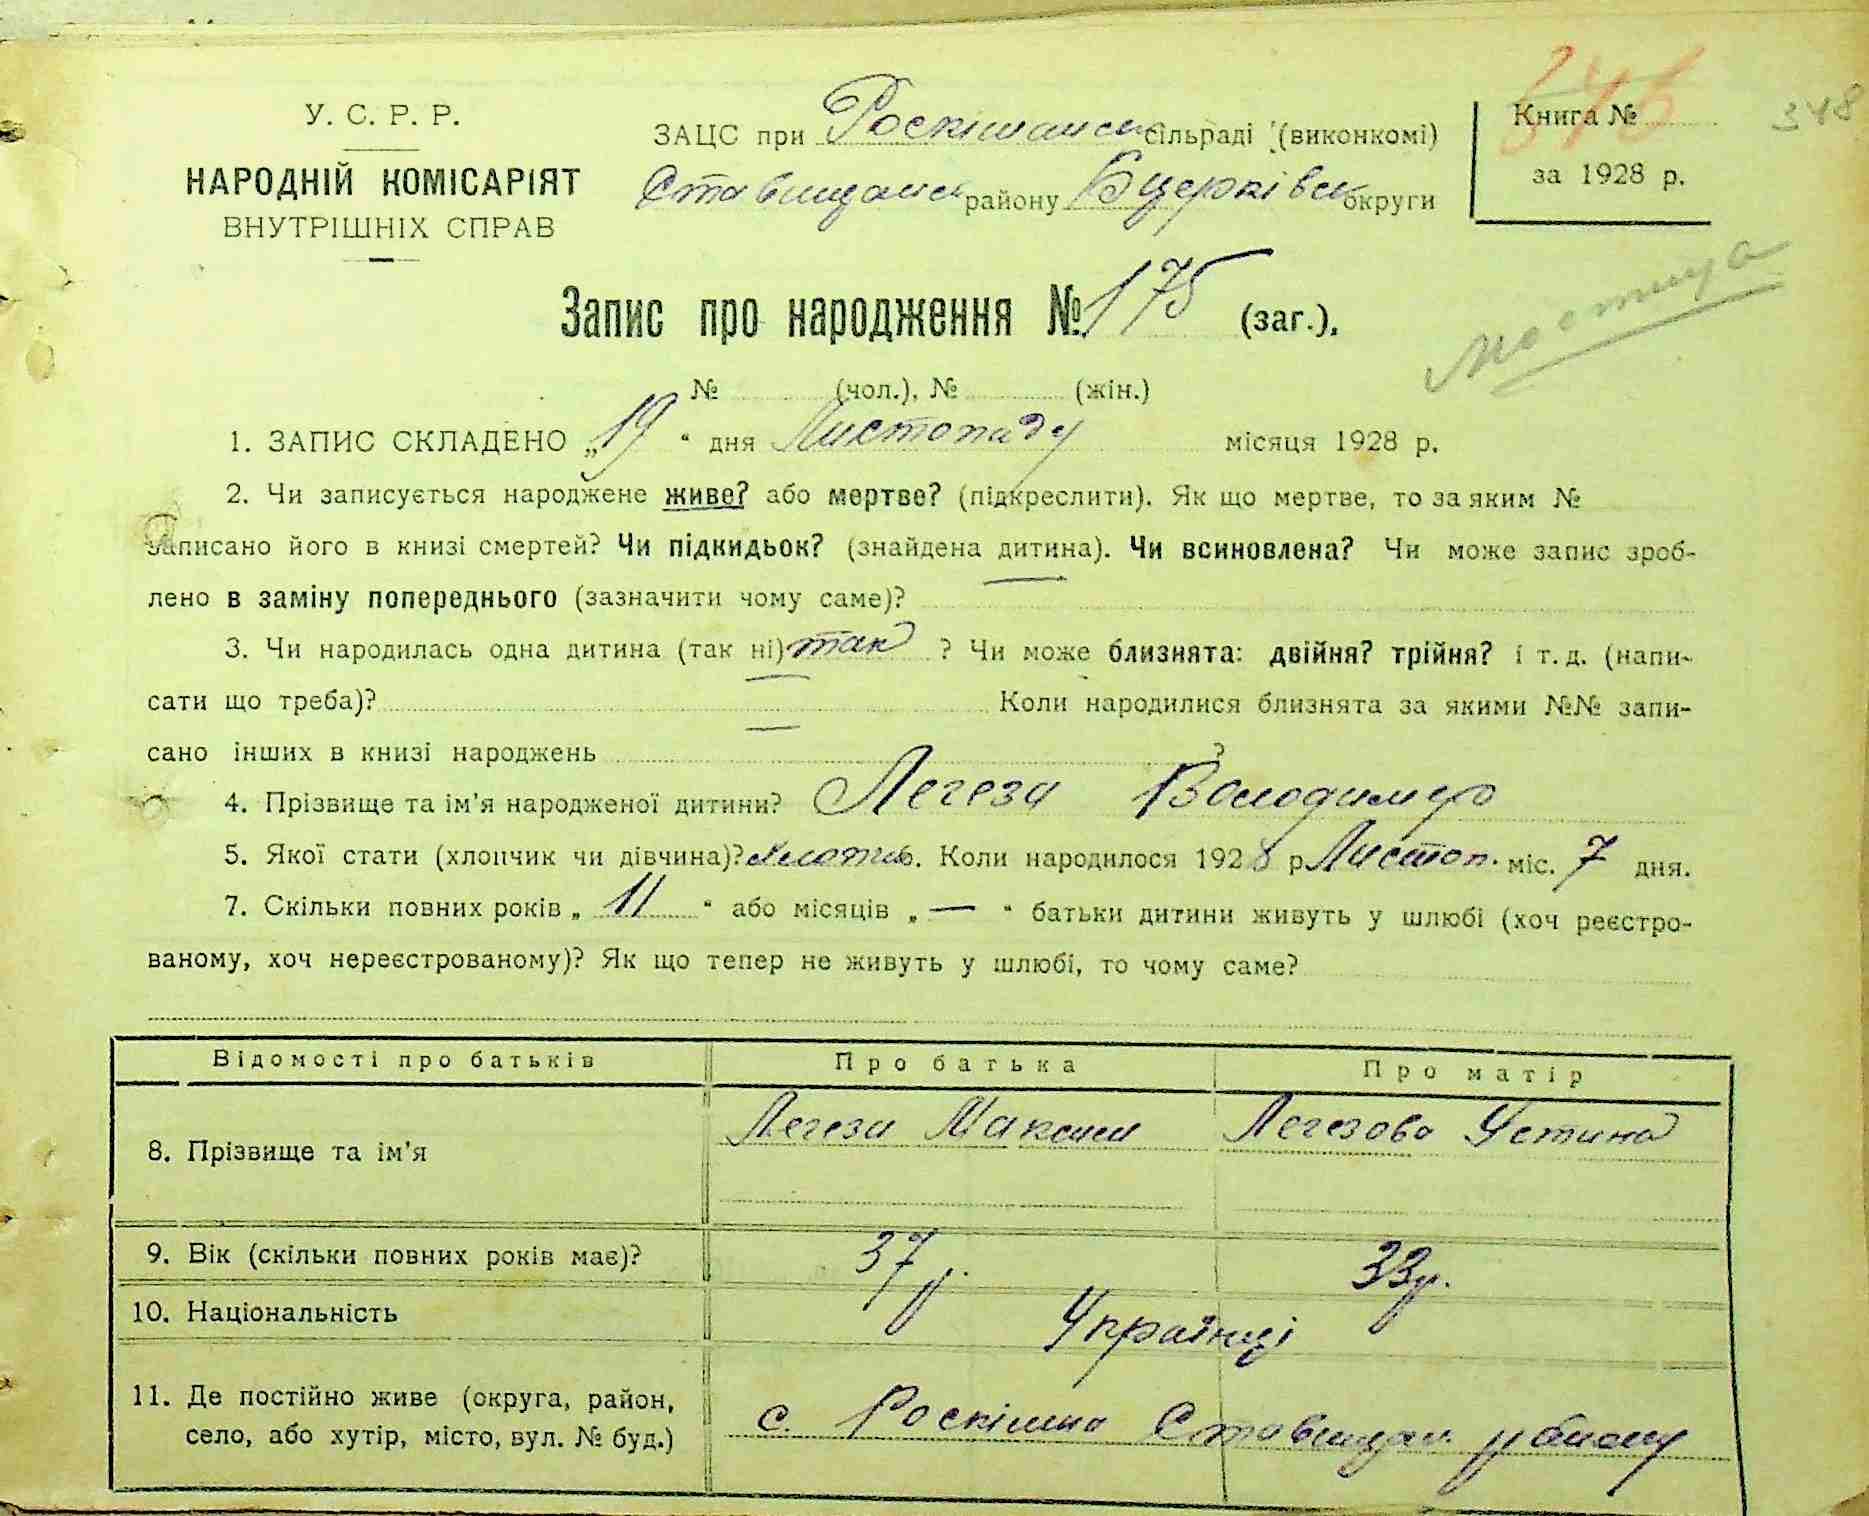 346
348
У. С. Р. Р.
НАРОДНІЙ КОМІСАРІЯТ
ВНУТРІШНІХ СПРАВ
ЗАЦС при Роскішанск сільраді (виконкомі)
Ставищанск району Бцерківськ округи
Книга №
за 1928 р.
Запис про народження № 175 (заг.),
№ (чол.), № (жін.)
1. ЗАПИС СКЛАДЕНО „19“ дня Листопаду місяця 1928 р.
2. Чи записується народжене живе? або мертве? (підкреслити). Як що мертве, то за яким №
записано його в книзі смертей? Чи підкидьок? (знайдена дитина). Чи всиновлена? Чи може запис зроб-
лено в заміну попереднього (зазначити чому саме)? —
3. Чи народилась одна дитина (так ні) так ? Чи може близнята: двійня? трійня? і т. д. (напи-
сати що треба)? — Коли народилися близнята за якими №№ запи-
сано інших в книзі народжень — ?
4. Прізвище та ім'я народженої дитини? Легеза Володимер
5. Якої стати (хлопчик чи дівчина)? Хлопчик. Коли народилося 1928 р Листоп. міс. 7 дня.
7. Скільки повних років „ 11 “ або місяців „ — “ батьки дитини живуть у шлюбі (хоч реєстро-
ваному, хоч нереєстрованому)? Як що тепер не живуть у шлюбі, то чому саме?
Відомості про батьків Про батька Про матір
8. Прізвище та ім'я Легеза Максим Легезова Устина
9. Вік (скільки повних років має)? 37 р. 33р.
10. Національність Українці
11. Де постійно живе (округа, район,
село, або хутір, місто, вул. № буд.) с. Роскішна Ставищан. району